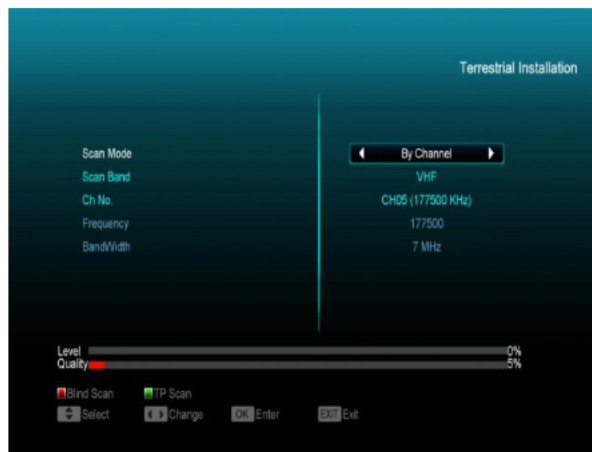 Terrestrial Installation
Scan Mode By Channel
Scan Band VHF
Ch No. CH05 (177500 KHz)
Frequency 177500
BandWidth 7 MHz
Level 0%
Quality 5%
Blind Scan TP Scan
Select Change OK Enter EXIT Exit